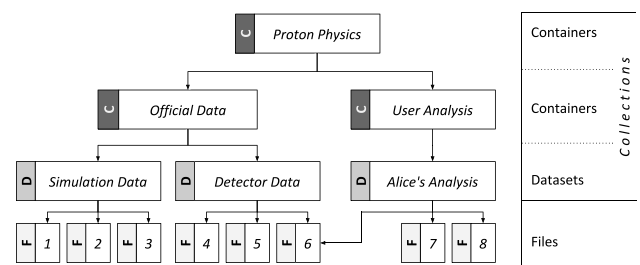 C Proton Physics
Containers
C Official Data
C User Analysis
Containers
Collections
D Simulation Data
D Detector Data
D Alice's Analysis
Datasets
F 1
F 2
F 3
F 4
F 5
F 6
F 7
F 8
Files